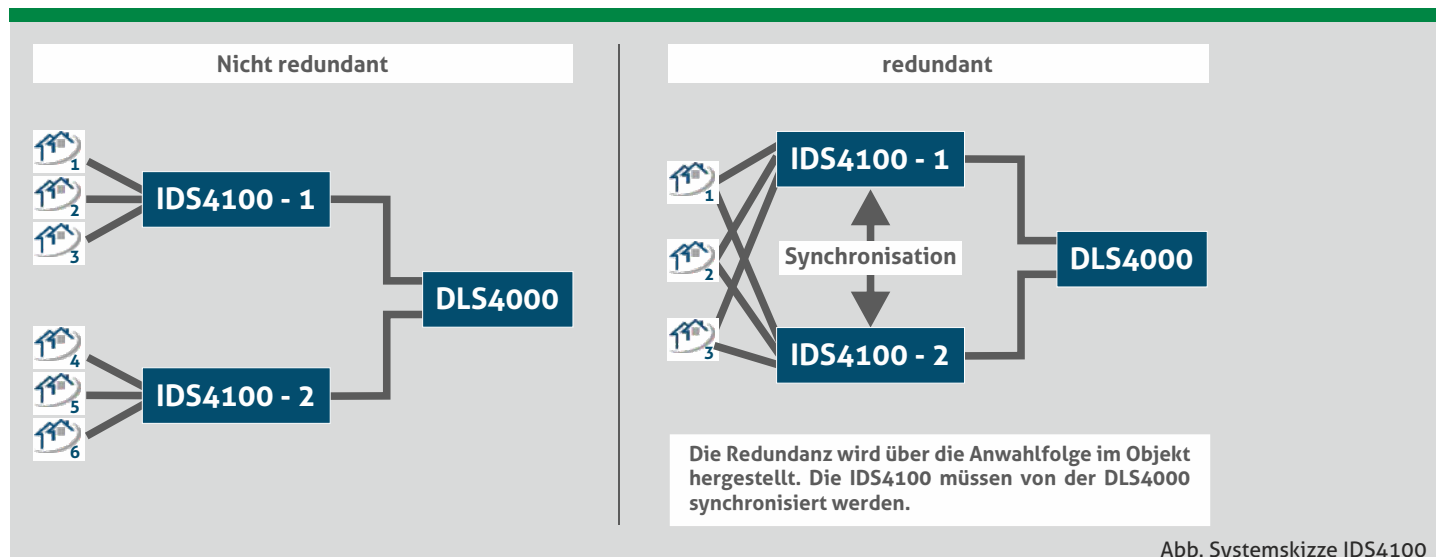 Nicht redundant
1
2
3
IDS4100 - 1
4
5
6
IDS4100 - 2
DLS4000
redundant
1
2
3
IDS4100 - 1
Synchronisation
IDS4100 - 2
DLS4000
Die Redundanz wird über die Anwahlfolge im Objekt
hergestellt. Die IDS4100 müssen von der DLS4000
synchronisiert werden.
Abb. Systemskizze IDS4100